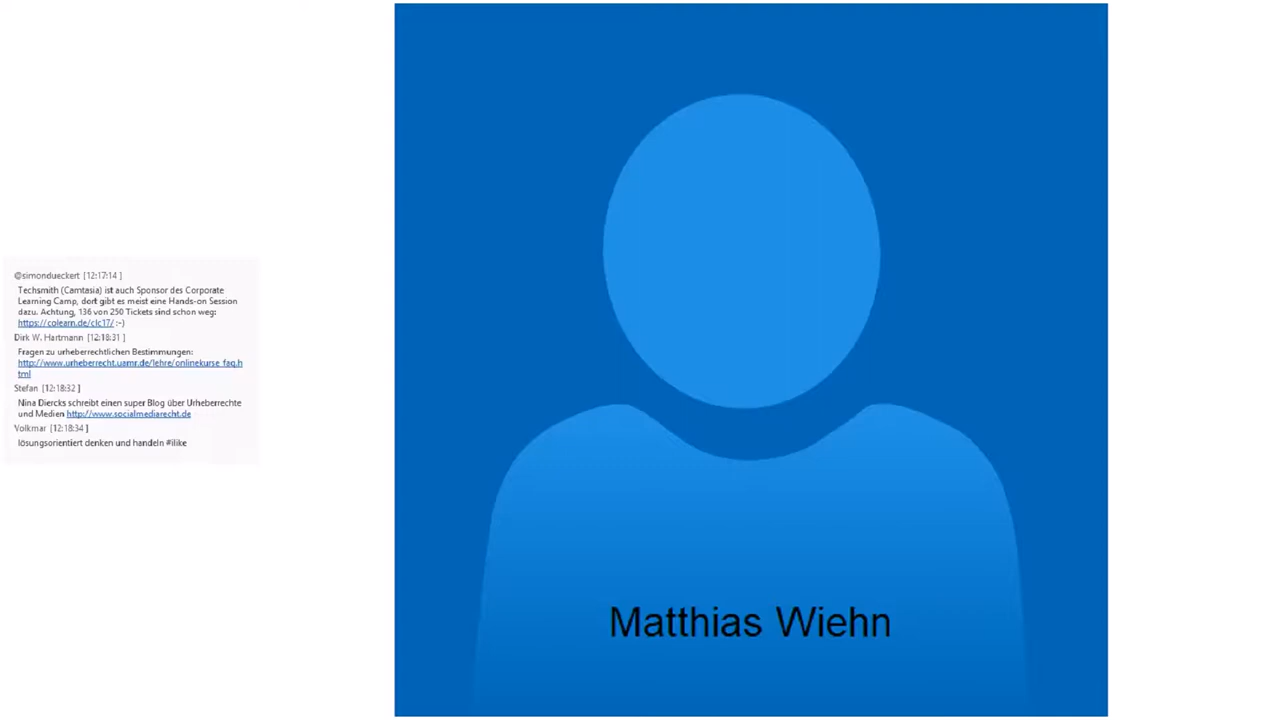 @simondueckert [12:17:14 ]
Techsmith (Camtasia) ist auch Sponsor des Corporate
Learning Camp, dort gibt es meist eine Hands-on Session
dazu. Achtung, 136 von 250 Tickets sind schon weg:
https://colearn.de/clc17/ :-)
Dirk W. Hartmann [12:18:31 ]
Fragen zu urheberrechtlichen Bestimmungen:
http://www.urheberrecht.uamr.de/lehre/onlinekurse_faq.h
tml
Stefan [12:18:32 ]
Nina Diercks schreibt einen super Blog über Urheberrechte
und Medien http://www.socialmediarecht.de
Volkmar [12:18:34 ]
lösungsorientiert denken und handeln #ilike
Matthias Wiehn